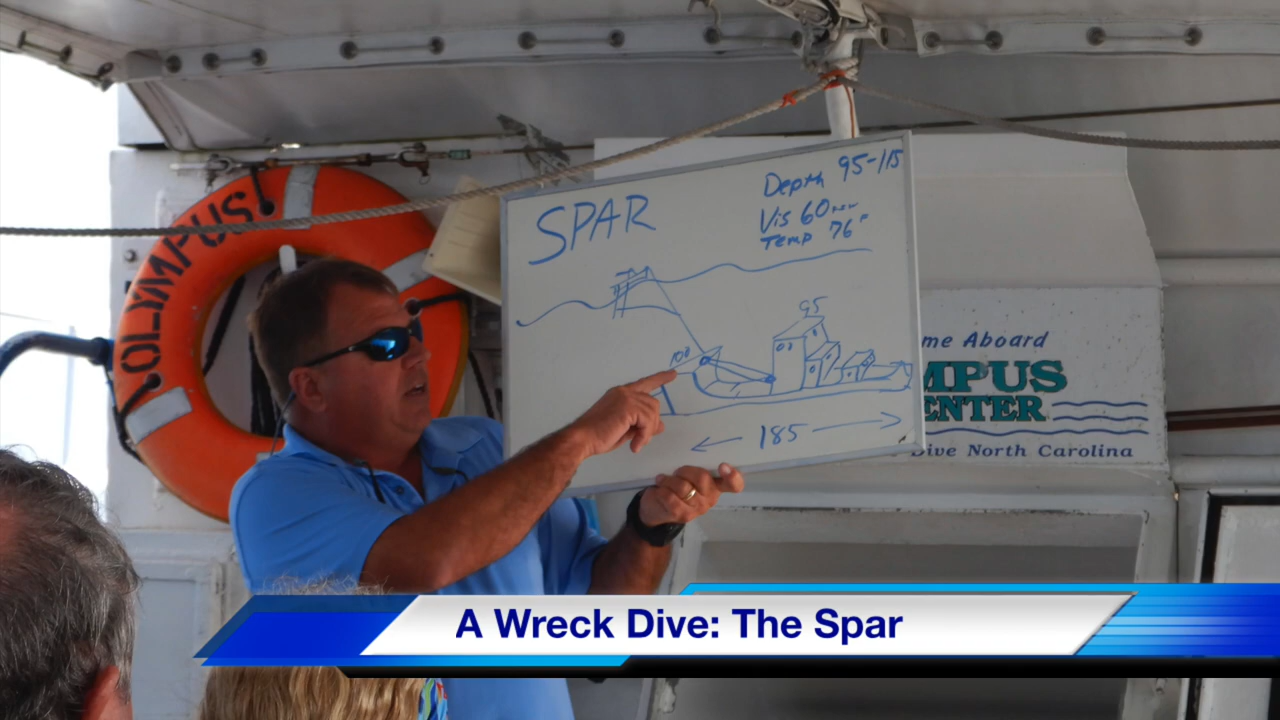 OLYMPUS
SPAR
Depth 95-115
Vis 60
Temp 76°
95
100
185
me Aboard
MPUS
ENTER
Dive North Carolina
A Wreck Dive: The Spar